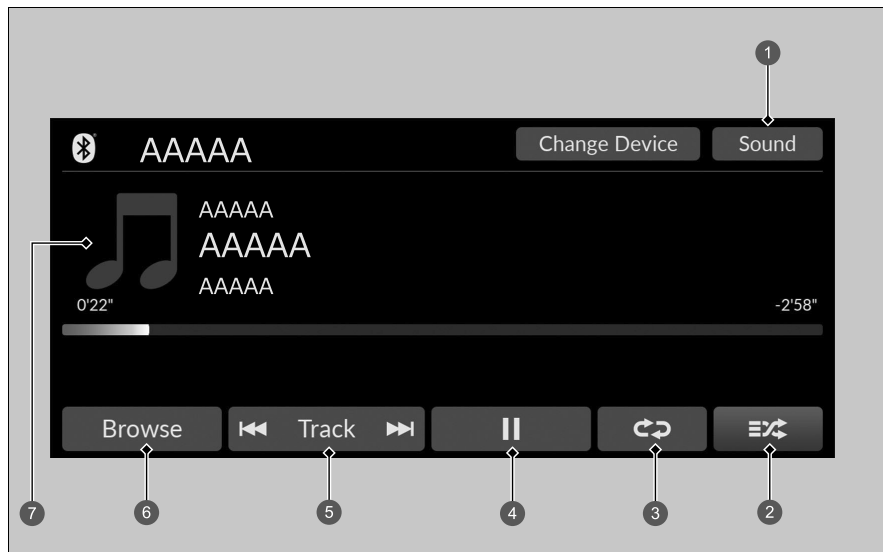 1
AAAAA
Change Device
Sound
AAAAA
AAAAA
AAAAA
7
0'22"
-2'58"
Browse
Track
7
6
5
4
3
2